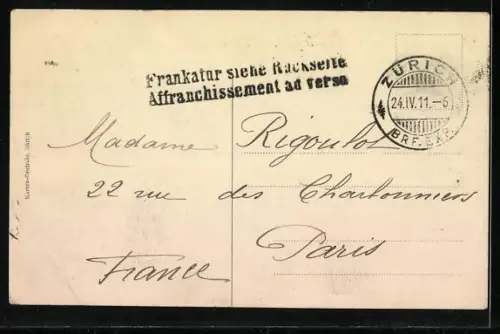 Frankatur siehe Rückseite
Affranchissement ad verso
ZÜRICH
24.IV.11.–6
BRF. EXP.
Madame Rigoulot
22 rue des Charbonniers
Paris
France